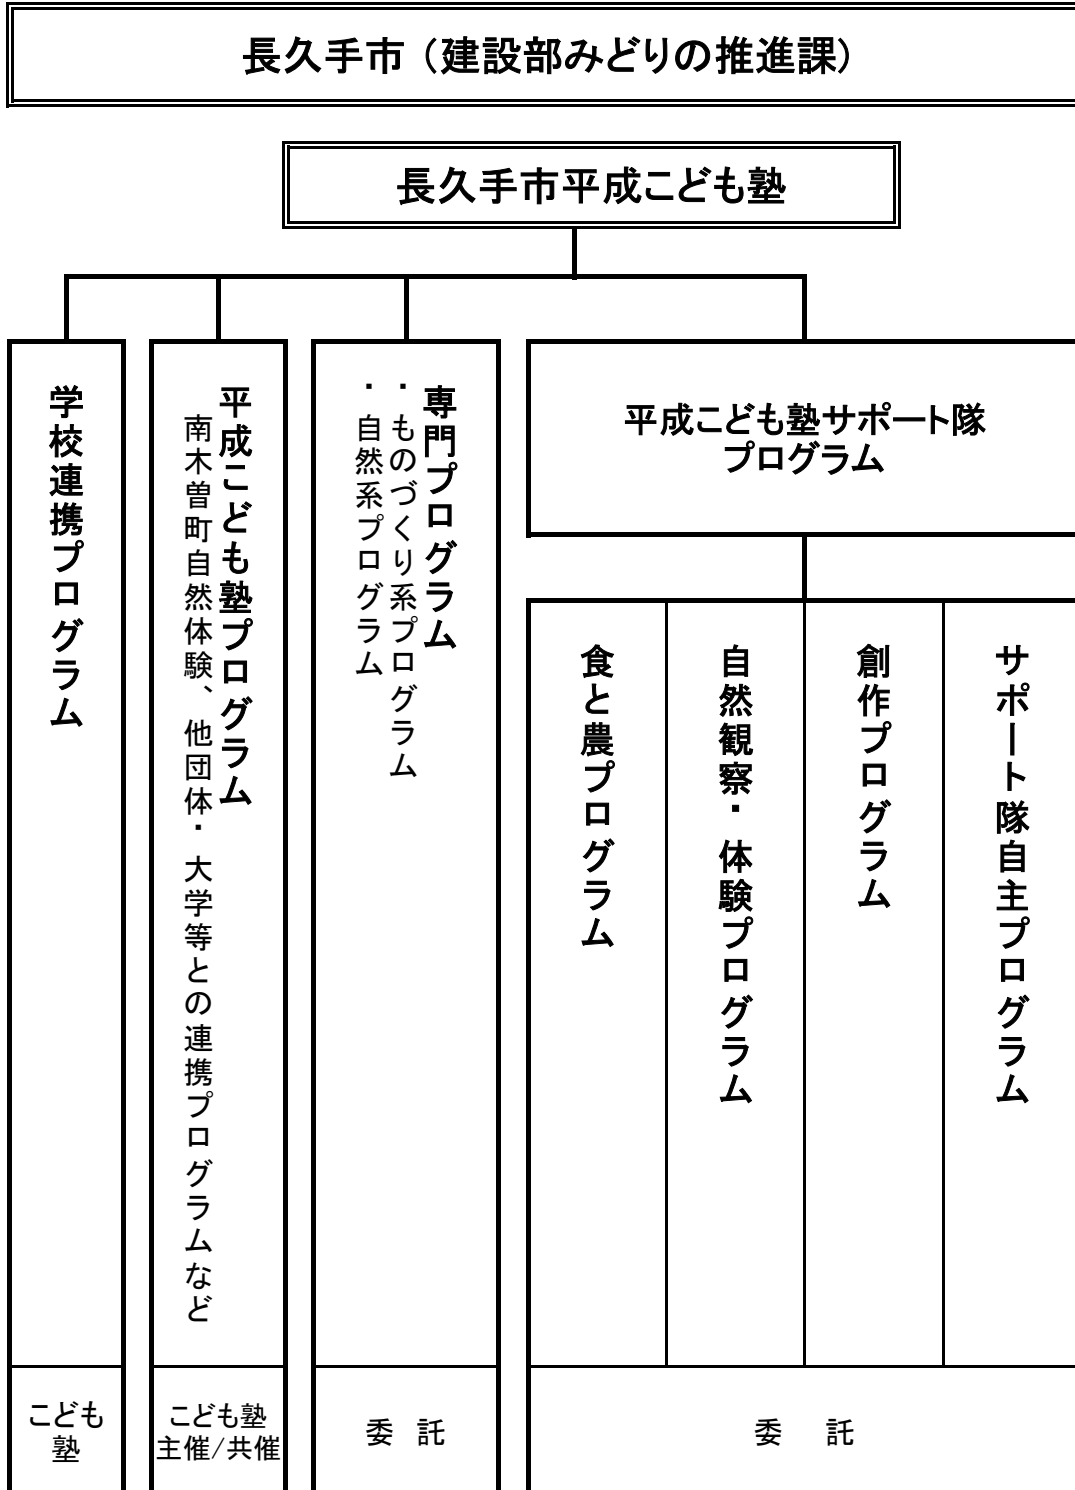 長久手市（建設部みどりの推進課）
長久手市平成こども塾
学校連携プログラム
平成こども塾プログラム
南木曽町自然体験、他団体・大学等との連携プログラムなど
専門プログラム
・ものづくり系プログラム
・自然系プログラム
平成こども塾サポート隊
プログラム
食と農プログラム
自然観察・体験プログラム
創作プログラム
サポート隊自主プログラム
こども
塾
こども塾
主催/共催
委 託
委 託